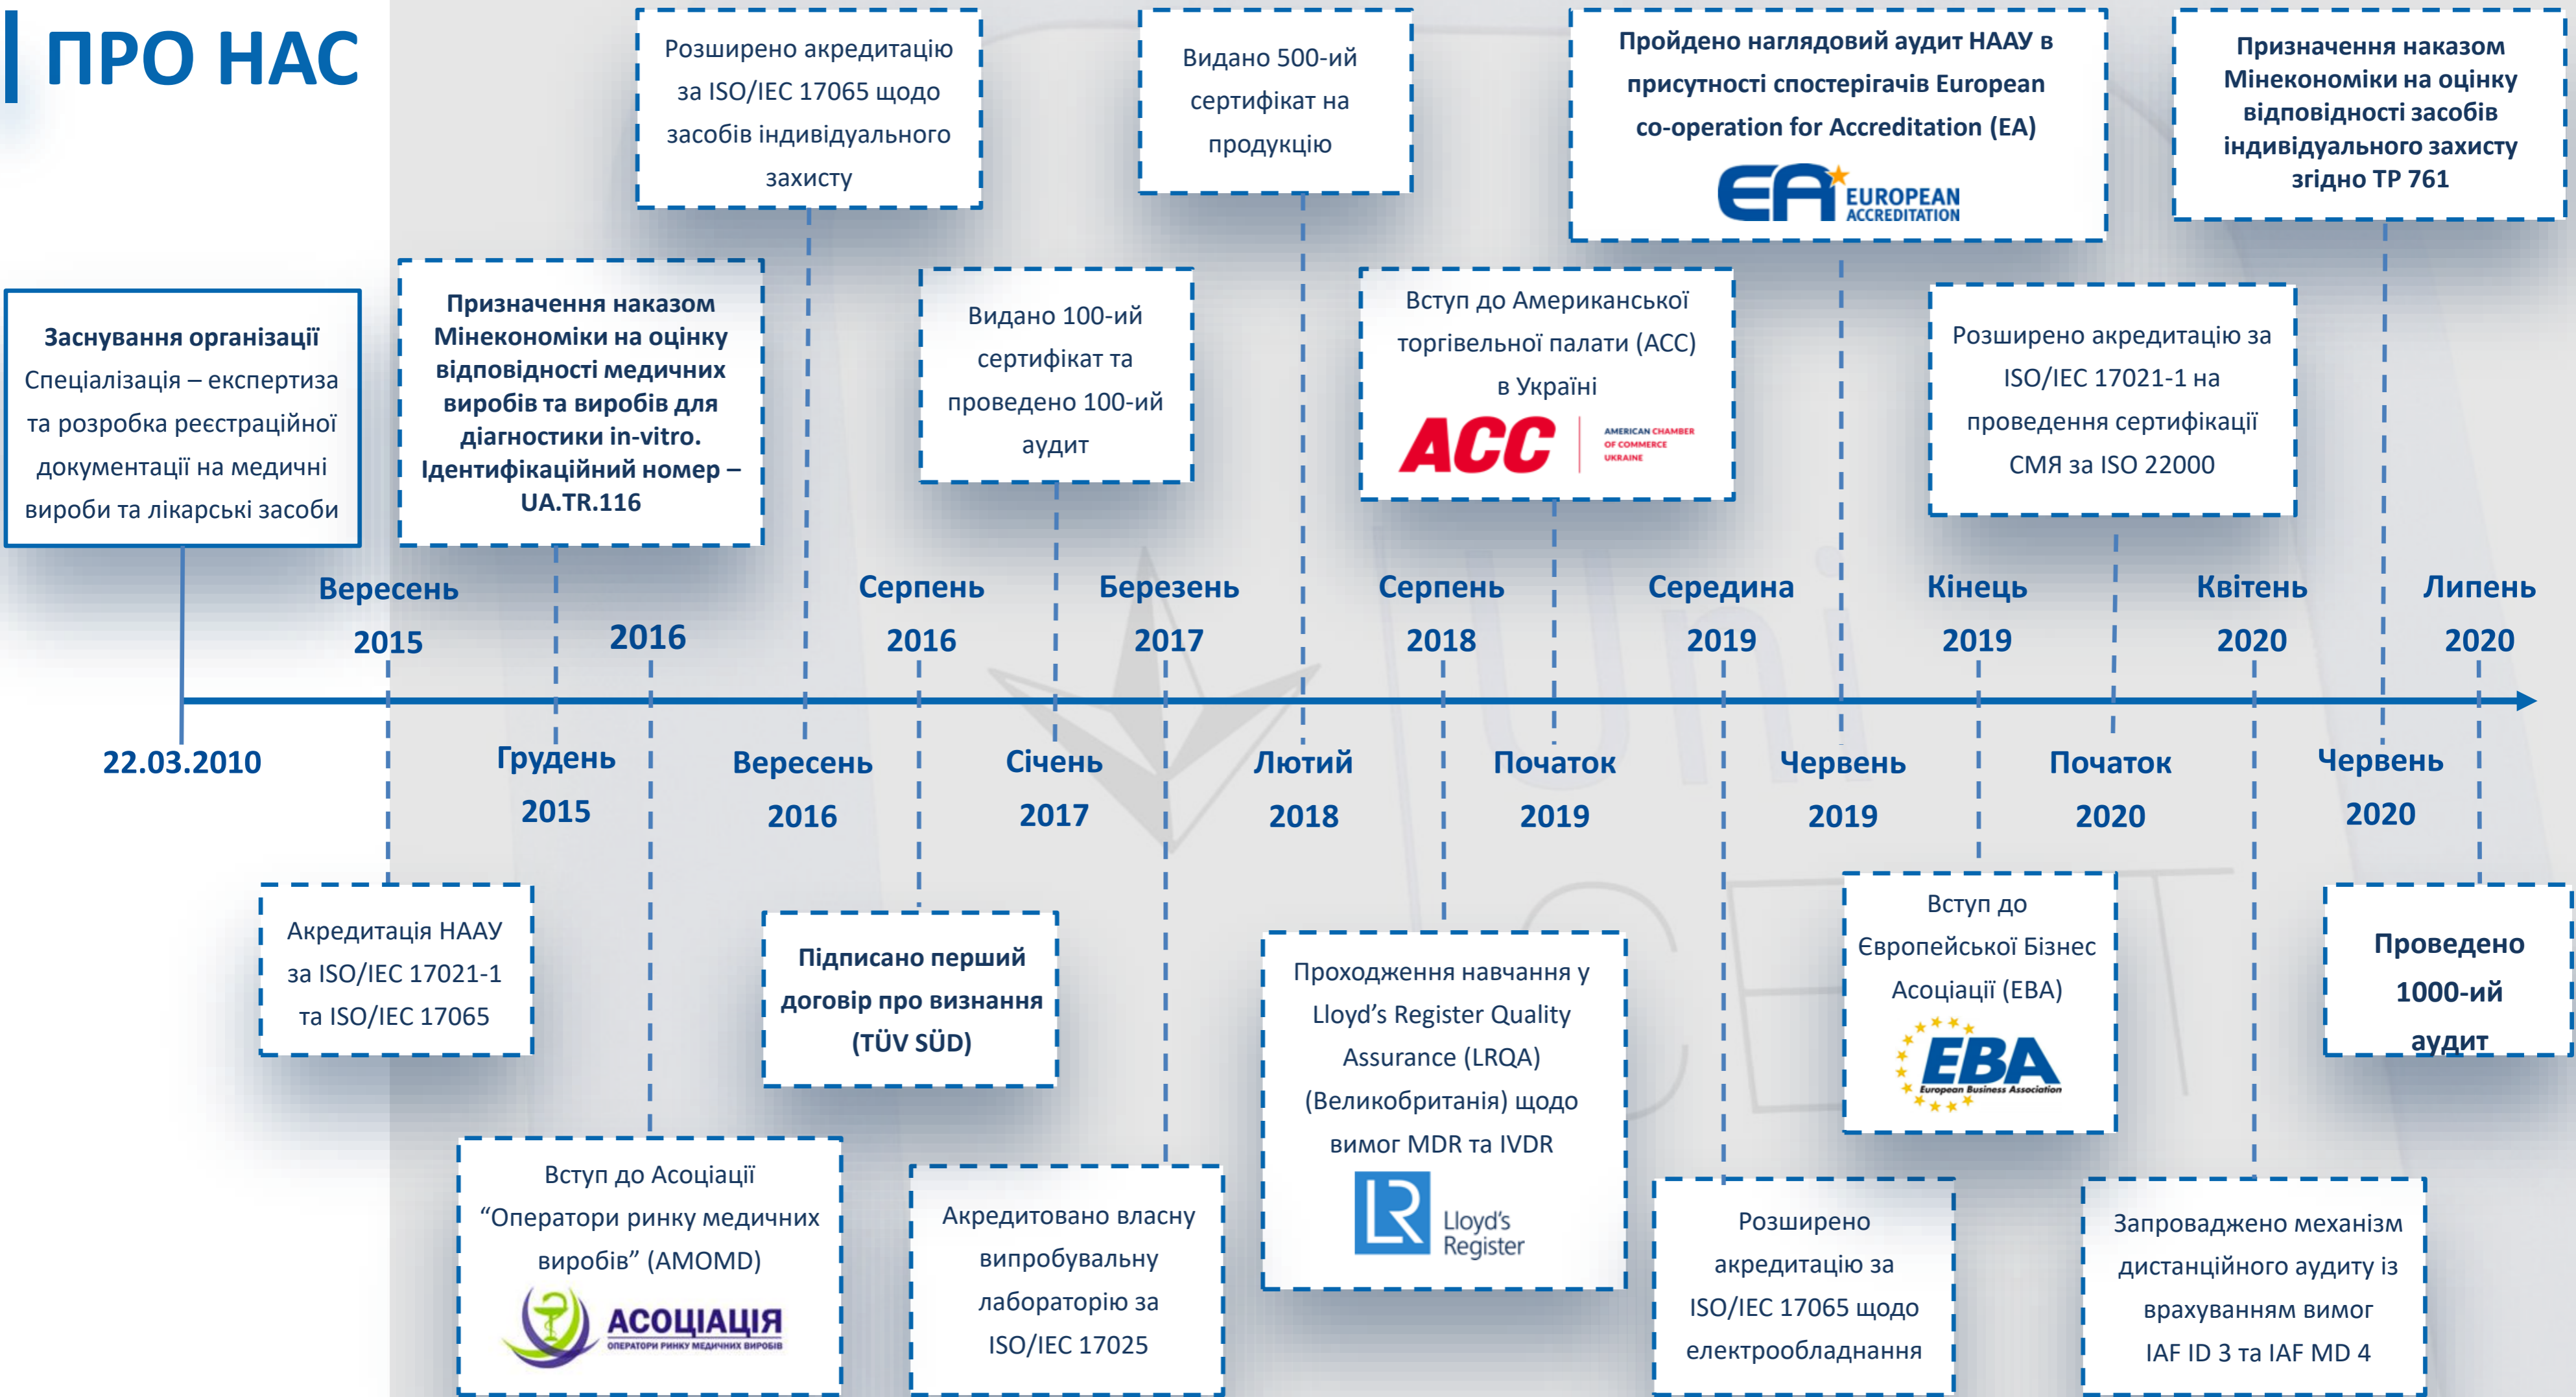 ПРО НАС
Розширено акредитацію
за ISO/IEC 17065 щодо
засобів індивідуального
захисту
Видано 500-ий
сертифікат на
продукцію
Пройдено наглядовий аудит НААУ в
присутності спостерігачів European
co-operation for Accreditation (EA)
EA EUROPEAN
ACCREDITATION
Призначення наказом
Мінекономіки на оцінку
відповідності засобів
індивідуального захисту
згідно ТР 761
Заснування організації
Спеціалізація – експертиза
та розробка реєстраційної
документації на медичні
вироби та лікарські засоби
Призначення наказом
Мінекономіки на оцінку
відповідності медичних
виробів та виробів для
діагностики in-vitro.
Ідентифікаційний номер –
UA.TR.116
Видано 100-ий
сертифікат та
проведено 100-ий
аудит
Вступ до Американської
торгівельної палати (ACC)
в Україні
ACC
AMERICAN CHAMBER
OF COMMERCE
UKRAINE
Розширено акредитацію за
ISO/IEC 17021-1 на
проведення сертифікації
СМЯ за ISO 22000
Вересень
2015
2016
Серпень
2016
Березень
2017
Серпень
2018
Середина
2019
Кінець
2019
Квітень
2020
Липень
2020
22.03.2010
Грудень
2015
Вересень
2016
Січень
2017
Лютий
2018
Початок
2019
Червень
2019
Початок
2020
Червень
2020
Uni
CERT
Акредитація НААУ
за ISO/IEC 17021-1
та ISO/IEC 17065
Підписано перший
договір про визнання
(TÜV SÜD)
Проходження навчання у
Lloyd’s Register Quality
Assurance (LRQA)
(Великобританія) щодо
вимог MDR та IVDR
LR Lloyd's
Register
Вступ до
Європейської Бізнес
Асоціації (EBA)
EBA
European Business Association
Проведено
1000-ий
аудит
Вступ до Асоціації
“Оператори ринку медичних
виробів” (AMOMD)
АСОЦІАЦІЯ
ОПЕРАТОРИ РИНКУ МЕДИЧНИХ ВИРОБІВ
Акредитовано власну
випробувальну
лабораторію за
ISO/IEC 17025
Розширено
акредитацію за
ISO/IEC 17065 щодо
електрообладнання
Запроваджено механізм
дистанційного аудиту із
врахуванням вимог
IAF ID 3 та IAF MD 4